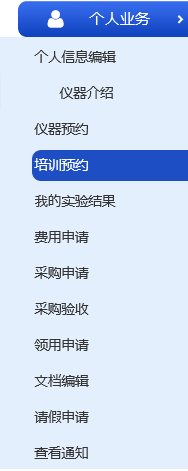 个人业务
个人信息编辑
仪器介绍
仪器预约
培训预约
我的实验结果
费用申请
采购申请
采购验收
领用申请
文档编辑
请假申请
查看通知